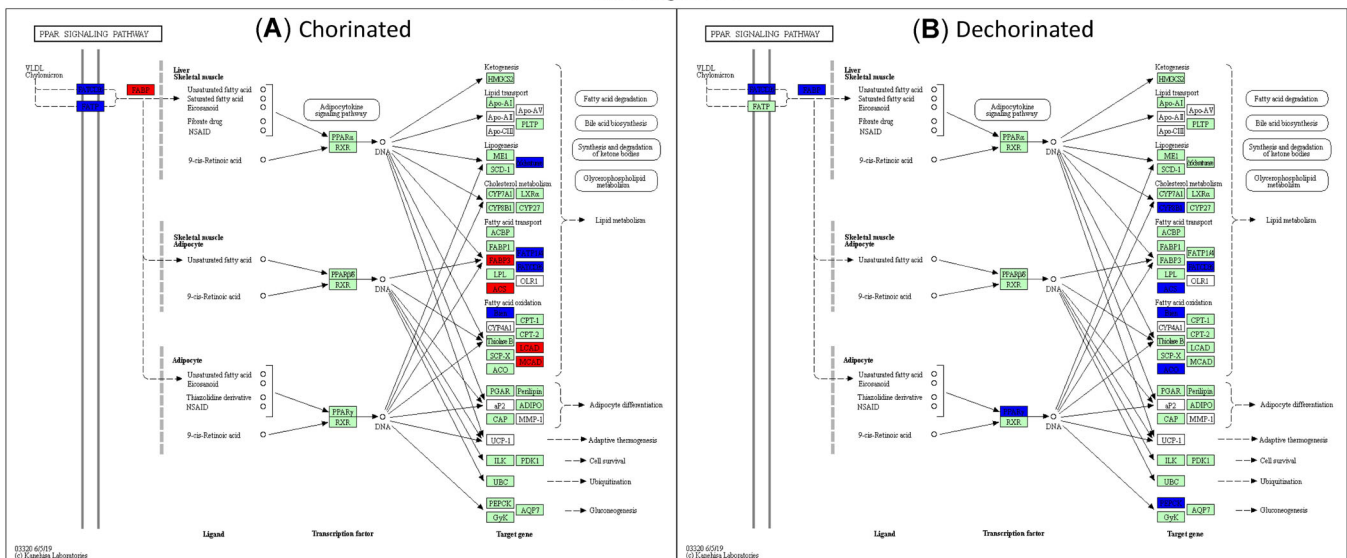 (A) Chorinated
PPAR SIGNALING PATHWAY
VLDL
Chylomicron
FATP
FABP
Liver
Skeletal muscle
Unsaturated fatty acid
Saturated fatty acid
Eicosanoid
Fibrate drug
NSAID
9-cis-Retinoic acid
Adipocytokine
signaling pathway
PPARα
RXR
DNA
Skeletal muscle
Adipocyte
Unsaturated fatty acid
9-cis-Retinoic acid
PPARβδ
RXR
DNA
Adipocyte
Unsaturated fatty acid
Eicosanoid
Thiazolidine derivative
NSAID
9-cis-Retinoic acid
PPARγ
RXR
DNA
Ketogenesis
HMGCS2
Lipid transport
Apo-AI
Apo-AII
Apo-AV
Apo-CIII
PLTP
Lipogenesis
ME1
SCD-1
Cholesterol metabolism
CYP7A1 LXRα
CYP8B1 CYP27
Fatty acid transport
ACBP
FABP1
FABP3
LPL
OLR1
Fatty acid oxidation
CYP4A1
CPT-1
CPT-2
Thiolase B
LCAD
SCP-X
MCAD
ACO
PGAR Perilipin
aP2 ADIPO
CAP MMP-1
UCP-1
ILK PDK1
UBC
PEPCK
AQP7
GyK
Fatty acid degradation
Bile acid biosynthesis
Synthesis and degradation
of ketone bodies
Glycerophospholipid
metabolism
Lipid metabolism
Adipocyte differentiation
Adaptive thermogenesis
Cell survival
Ubiquitination
Gluconeogenesis
Ligand
Transcription factor
Target gene
03320 6/5/19
(c) Kanehisa Laboratories
(B) Dechorinated
PPAR SIGNALING PATHWAY
VLDL
Chylomicron
FATP
Liver
Skeletal muscle
Unsaturated fatty acid
Saturated fatty acid
Eicosanoid
Fibrate drug
NSAID
9-cis-Retinoic acid
Adipocytokine
signaling pathway
PPARα
RXR
DNA
Skeletal muscle
Adipocyte
Unsaturated fatty acid
9-cis-Retinoic acid
PPARβδ
RXR
DNA
Adipocyte
Unsaturated fatty acid
Eicosanoid
Thiazolidine derivative
NSAID
9-cis-Retinoic acid
RXR
DNA
Ketogenesis
HMGCS2
Lipid transport
Apo-AI
Apo-AII
Apo-AV
Apo-CIII
PLTP
Lipogenesis
ME1
SCD-1
Cholesterol metabolism
CYP7A1 LXRα
CYP27
Fatty acid transport
ACBP
FABP1
FATP1/4
FABP3
LPL
OLR1
Fatty acid oxidation
CYP4A1
CPT-1
CPT-2
Thiolase B
LCAD
SCP-X
MCAD
PGAR Perilipin
aP2 ADIPO
CAP MMP-1
UCP-1
ILK PDK1
UBC
PEPCK
AQP7
GyK
Fatty acid degradation
Bile acid biosynthesis
Synthesis and degradation
of ketone bodies
Glycerophospholipid
metabolism
Lipid metabolism
Adipocyte differentiation
Adaptive thermogenesis
Cell survival
Ubiquitination
Gluconeogenesis
Ligand
Transcription factor
Target gene
03320 6/5/19
(c) Kanehisa Laboratories